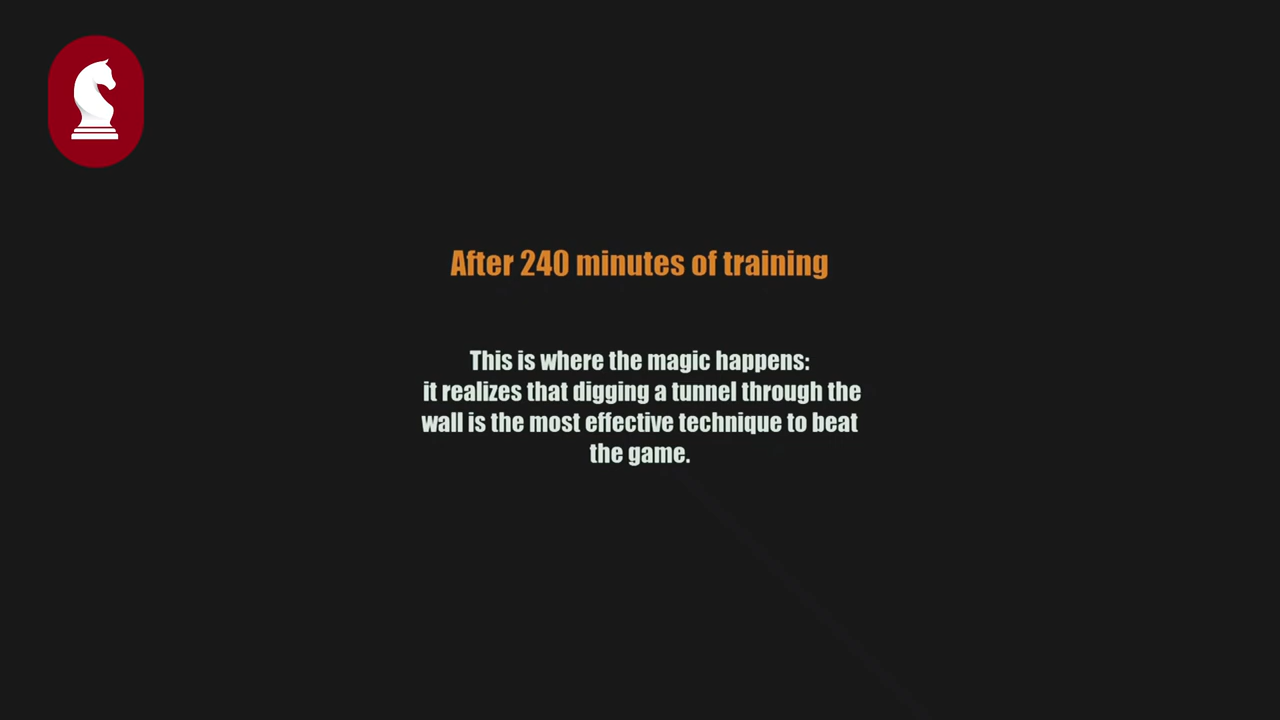 After 240 minutes of training
This is where the magic happens:
it realizes that digging a tunnel through the
wall is the most effective technique to beat
the game.